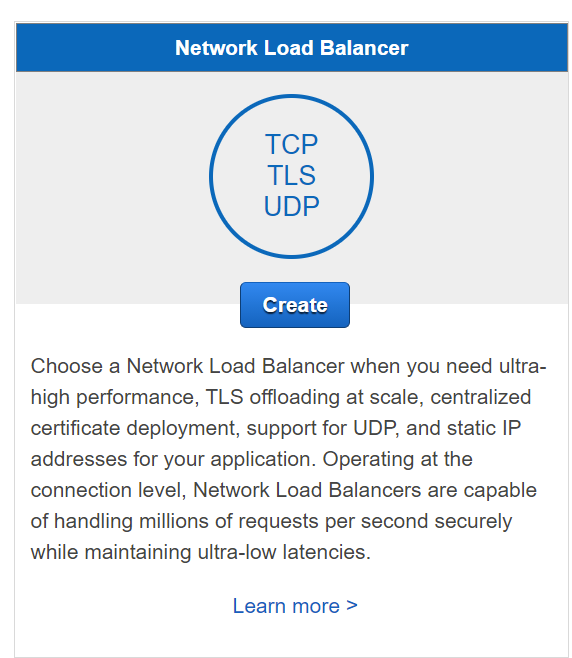 Network Load Balancer
TCP
TLS
UDP
Create
Choose a Network Load Balancer when you need ultra-
high performance, TLS offloading at scale, centralized
certificate deployment, support for UDP, and static IP
addresses for your application. Operating at the
connection level, Network Load Balancers are capable
of handling millions of requests per second securely
while maintaining ultra-low latencies.
Learn more >